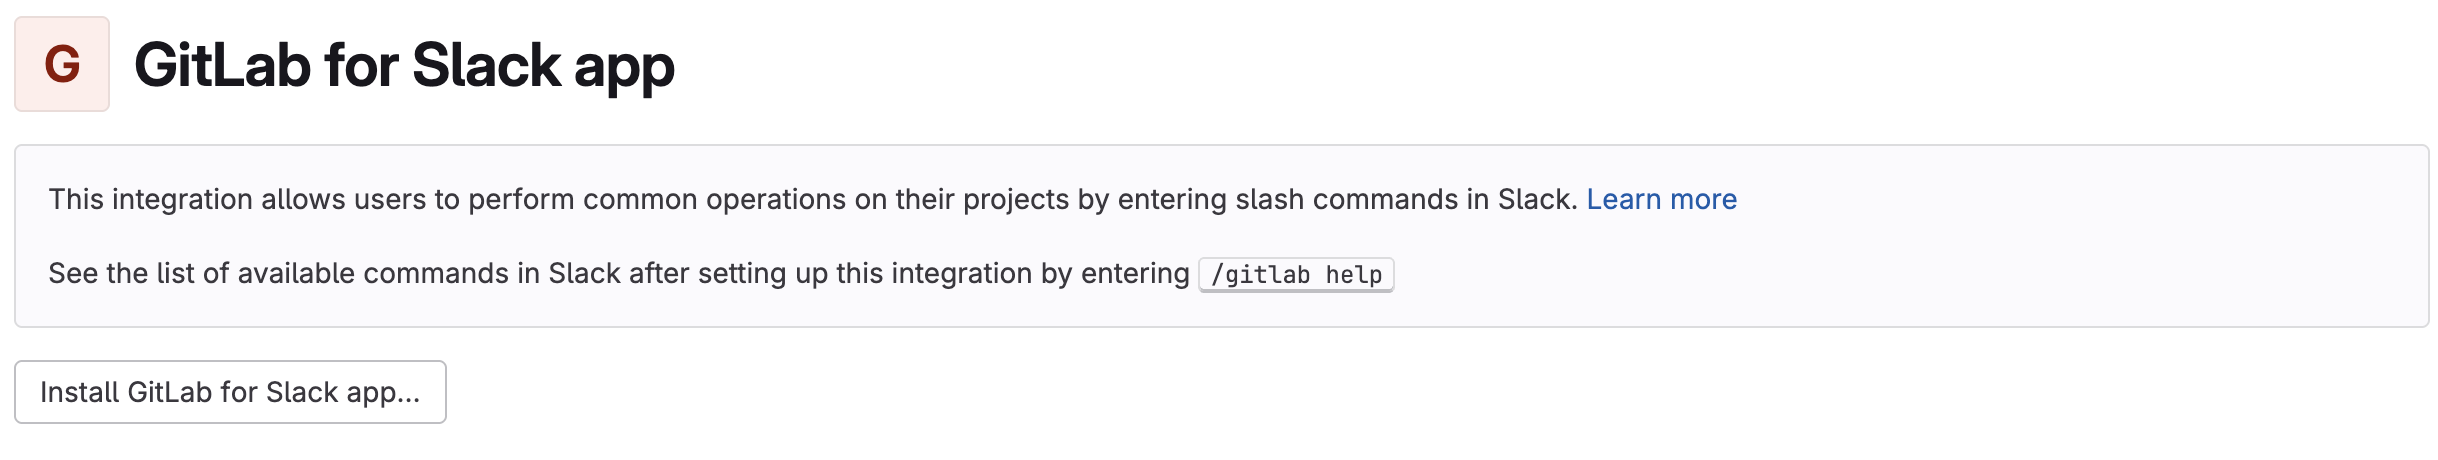 G
GitLab for Slack app
This integration allows users to perform common operations on their projects by entering slash commands in Slack. Learn more
See the list of available commands in Slack after setting up this integration by entering /gitlab help
Install GitLab for Slack app...